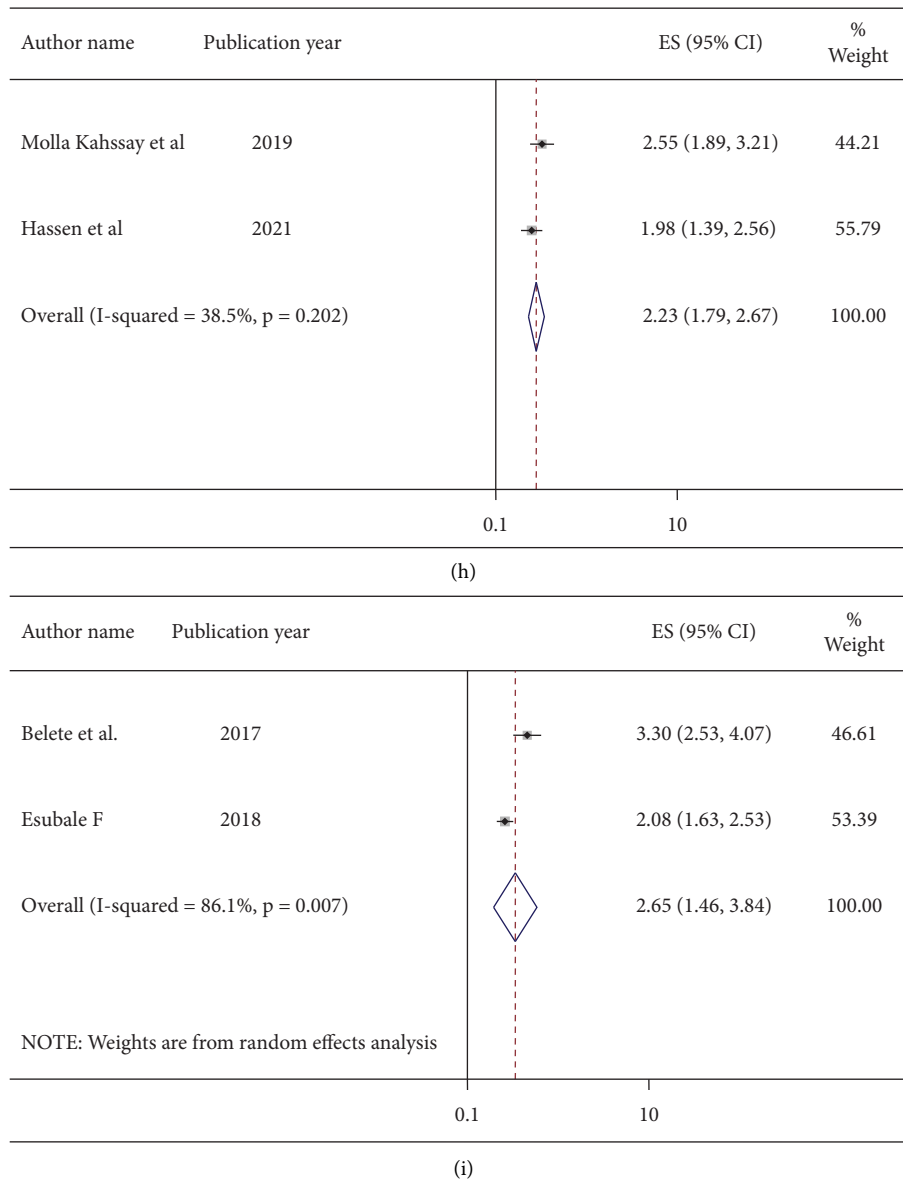 Author name Publication year ES (95% CI) % Weight
Molla Kahssay et al 2019 2.55 (1.89, 3.21) 44.21
Hassen et al 2021 1.98 (1.39, 2.56) 55.79
Overall (I-squared = 38.5%, p = 0.202) 2.23 (1.79, 2.67) 100.00
0.1 10
(h)
Author name Publication year ES (95% CI) % Weight
Belete et al. 2017 3.30 (2.53, 4.07) 46.61
Esubale F 2018 2.08 (1.63, 2.53) 53.39
Overall (I-squared = 86.1%, p = 0.007) 2.65 (1.46, 3.84) 100.00
NOTE: Weights are from random effects analysis
0.1 10
(i)